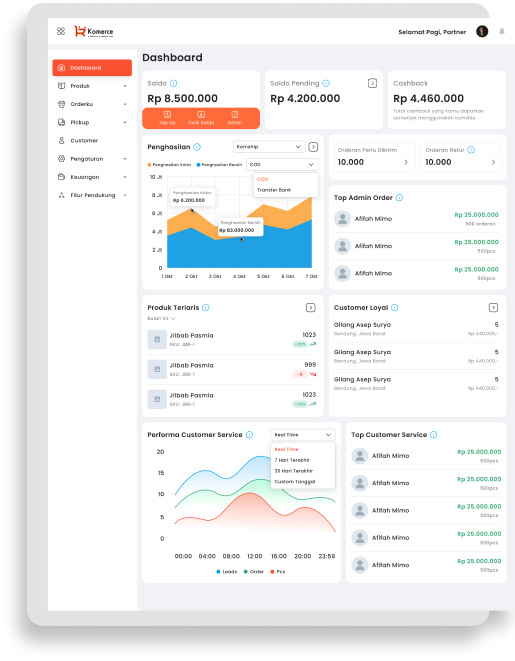 Komerce
Selamat Pagi, Partner
Dashboard
Produk
Orderku
Pickup
Customer
Pengaturan
Keuangan
Fitur Pendukung
Dashboard
Saldo
Rp 8.500.000
Top Up
Tarik Saldo
Detail
Saldo Pending
Rp 4.200.000
Cashback
Rp 4.460.000
Total cashback yang kamu dapatkan
semenjak menggunakan komship
Penghasilan
Komship
Penghasilan Kotor
Penghasilan Bersih
COD
COD
Transfer Bank
10 Jt
8 Jt
6 Jt
4 Jt
2 Jt
0
Penghasilan Kotor
Rp 6.200.000
Penghasilan Bersih
Rp 63.000.000
1 Okt
2 Okt
3 Okt
4 Okt
5 Okt
6 Okt
7 Okt
Orderan Perlu Dikirim
10.000
Orderan Retur
10.000
Top Admin Order
Afifah Mimo
Rp 25.000.000
500 orderan
Afifah Mimo
Rp 25.000.000
500pcs
Afifah Mimo
Rp 25.000.000
500pcs
Produk Terlaris
Bulan ini
Jilbab Pasmia
SKU: JBB-1
1023
+20%
Jilbab Pasmia
SKU: JBB-1
999
Jilbab Pasmia
SKU: JBB-1
1023
+20%
Customer Loyal
Gilang Asep Surya
Bandung, Jawa Barat
5
Rp 440.000,-
Gilang Asep Surya
Bandung, Jawa Barat
5
Rp 440.000,-
Gilang Asep Surya
Bandung, Jawa Barat
5
Rp 440.000,-
Performa Customer Service
Real Time
Real Time
7 Hari Terakhir
30 Hari Terakhir
Custom Tanggal
20
15
10
5
0
00:00
04:00
08:00
12:00
16:00
20:00
23:59
Leads
Order
Pcs
Top Customer Service
Afifah Mimo
Rp 25.000.000
500pcs
Afifah Mimo
Rp 25.000.000
500pcs
Afifah Mimo
Rp 25.000.000
500pcs
Afifah Mimo
Rp 25.000.000
500pcs
Afifah Mimo
Rp 25.000.000
500pcs